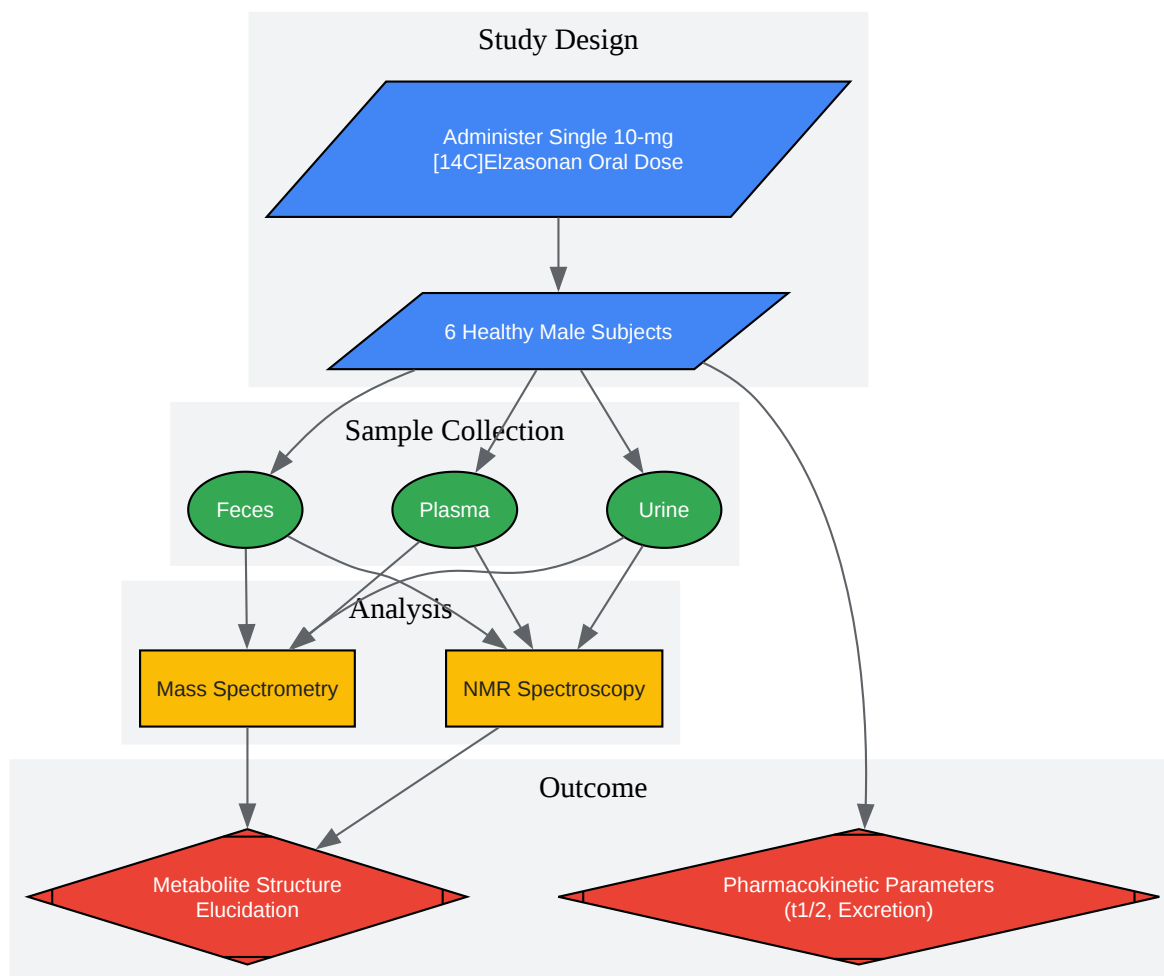 Study Design
Administer Single 10-mg
[14C]Elzasonan Oral Dose
6 Healthy Male Subjects
Sample Collection
Feces
Plasma
Urine
Analysis
Mass Spectrometry
NMR Spectroscopy
Outcome
Metabolite Structure
Elucidation
Pharmacokinetic Parameters
(t1/2, Excretion)